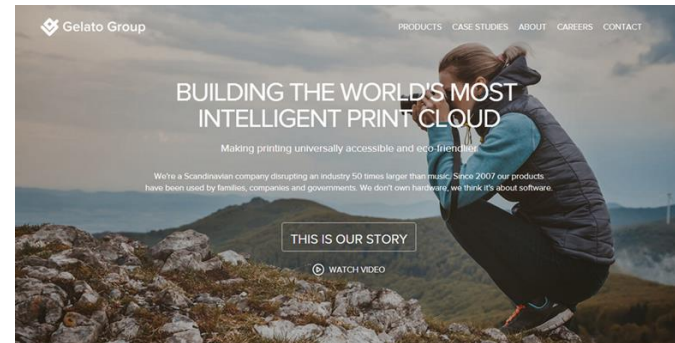 Gelato Group
PRODUCTS CASE STUDIES ABOUT CAREERS CONTACT
BUILDING THE WORLD'S MOST
INTELLIGENT PRINT CLOUD
Making printing universally accessible and eco-friendlier
We're a Scandinavian company disrupting an industry 50 times larger than music. Since 2007 our products
have been used by families, companies and governments. We don't own hardware, we think it's about software.
THIS IS OUR STORY
WATCH VIDEO